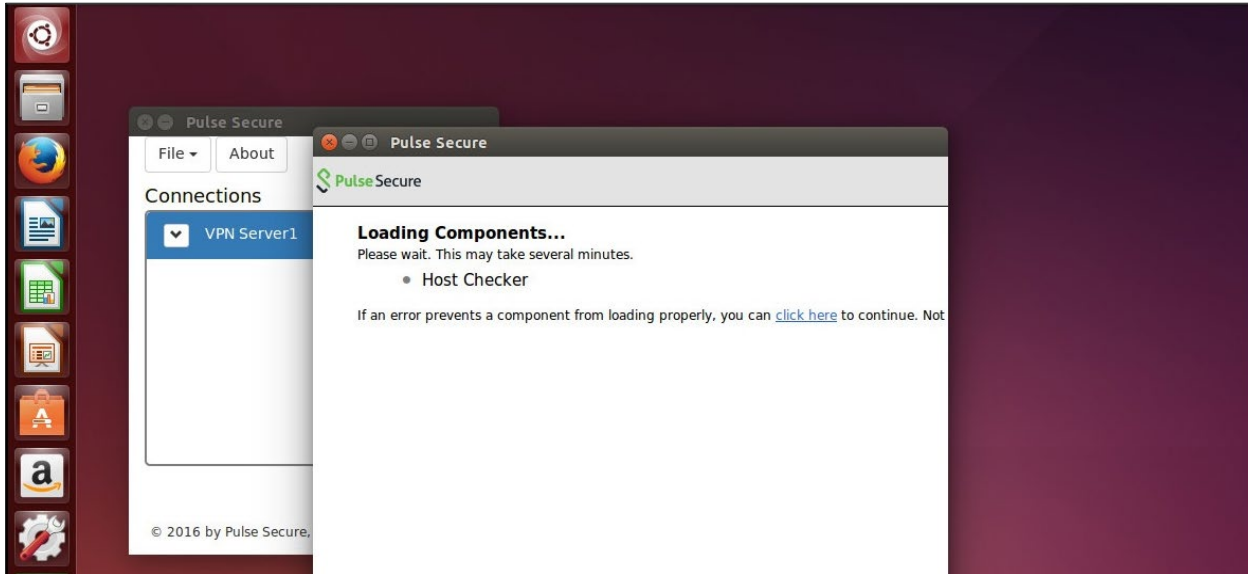 Pulse Secure
File
About
Connections
VPN Server1
© 2016 by Pulse Secure,
Pulse Secure
Pulse Secure
Loading Components...
Please wait. This may take several minutes.
Host Checker
If an error prevents a component from loading properly, you can click here to continue. Not
a